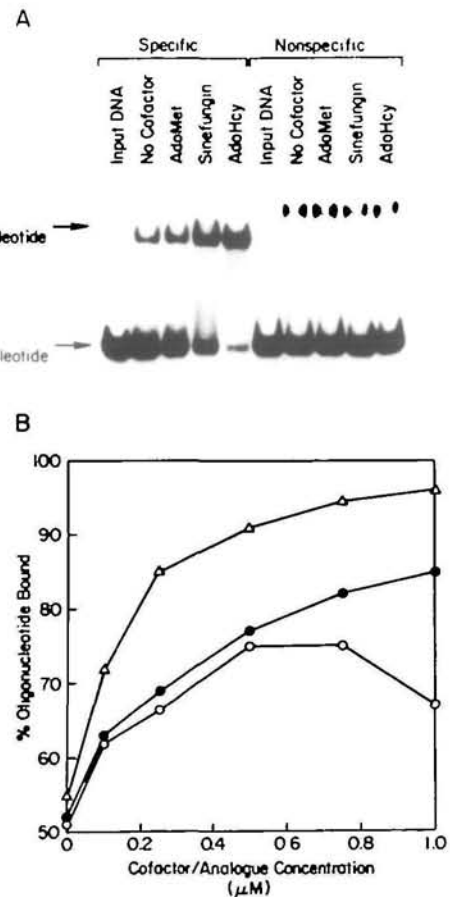 A
Specific Nonspecific
Input DNA
No Cofactor
AdoMet
Sinefungin
AdoHcy
Input DNA
No Cofactor
AdoMet
Sinefungin
AdoHcy
leotide
leotide
B
% Oligonucleotide Bound
100
90
80
70
60
50
0 0.2 0.4 0.6 0.8 1.0
Cofactor/Analogue Concentration
(μM)